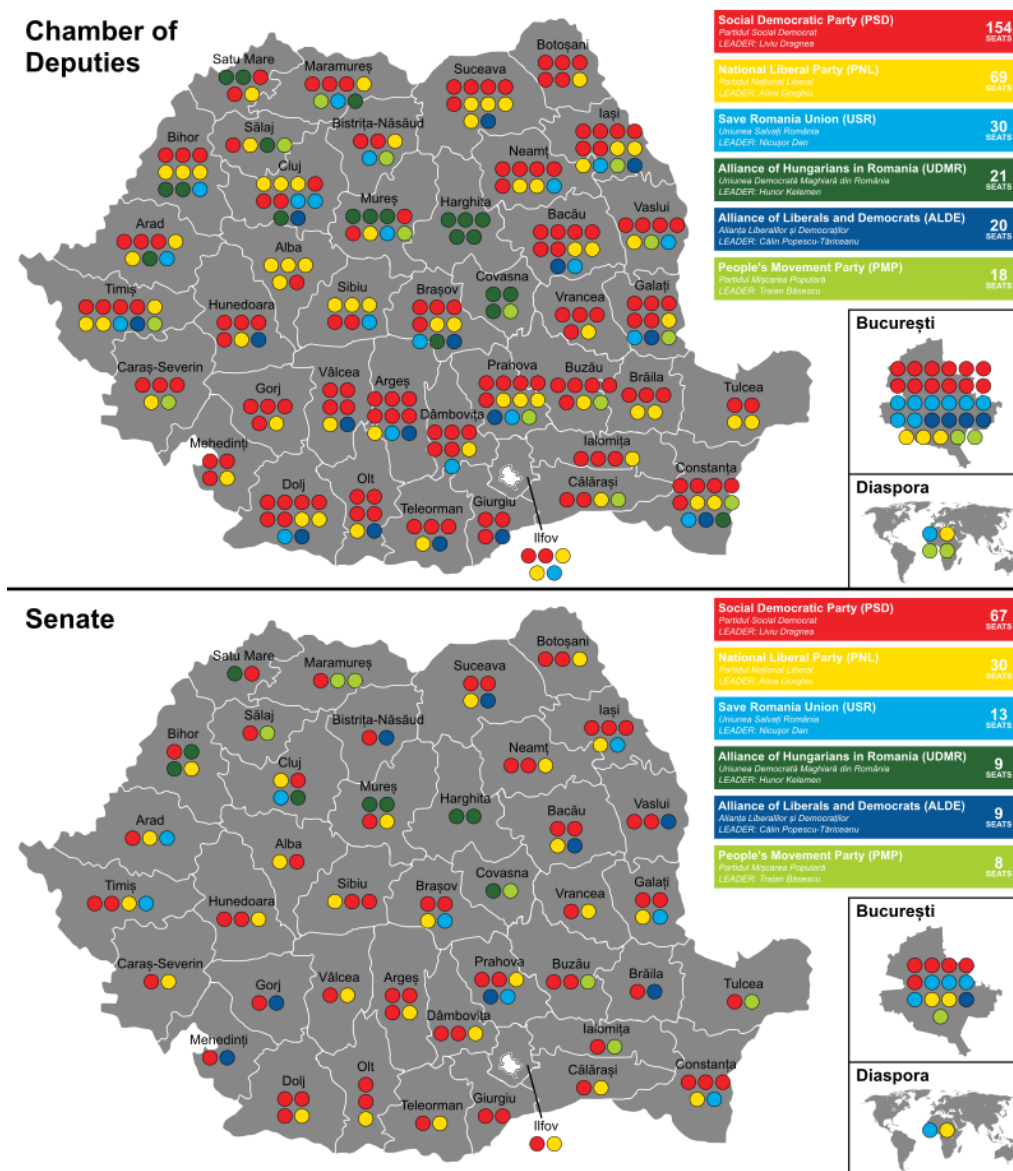 Chamber of
Deputies
Satu Mare
Maramureș
Suceava
Botoșani
Bihor
Sălaj
Bistrița-Năsăud
Iași
Cluj
Neamț
Mureș
Harghita
Arad
Alba
Bacău
Vaslui
Timiș
Hunedoara
Sibiu
Brașov
Covasna
Vrancea
Galați
Caraș-Severin
Gorj
Vâlcea
Argeș
Prahova
Buzău
Brăila
Tulcea
Dâmbovița
Mehedinți
Ialomița
Dolj
Olt
Teleorman
Giurgiu
Călărași
Constanța
Ilfov
Social Democratic Party (PSD)
Partidul Social Democrat
LEADER: Liviu Dragnea
154
SEATS
National Liberal Party (PNL)
Partidul Național Liberal
LEADER: Alina Gorghiu
69
SEATS
Save Romania Union (USR)
Uniunea Salvați România
LEADER: Nicușor Dan
30
SEATS
Alliance of Hungarians in Romania (UDMR)
Uniunea Democrată Maghiară din România
LEADER: Hunor Kelemen
21
SEATS
Alliance of Liberals and Democrats (ALDE)
Alianța Liberalilor și Democraților
LEADER: Călin Popescu-Tăriceanu
20
SEATS
People's Movement Party (PMP)
Partidul Mișcarea Populară
LEADER: Traian Băsescu
18
SEATS
București
Diaspora
Senate
Satu Mare
Maramureș
Suceava
Botoșani
Bihor
Sălaj
Bistrița-Năsăud
Iași
Cluj
Neamț
Mureș
Harghita
Arad
Alba
Bacău
Vaslui
Timiș
Hunedoara
Sibiu
Brașov
Covasna
Vrancea
Galați
Caraș-Severin
Gorj
Vâlcea
Argeș
Prahova
Buzău
Brăila
Tulcea
Dâmbovița
Mehedinți
Ialomița
Dolj
Olt
Teleorman
Giurgiu
Călărași
Constanța
Ilfov
Social Democratic Party (PSD)
Partidul Social Democrat
LEADER: Liviu Dragnea
67
SEATS
National Liberal Party (PNL)
Partidul Național Liberal
LEADER: Alina Gorghiu
30
SEATS
Save Romania Union (USR)
Uniunea Salvați România
LEADER: Nicușor Dan
13
SEATS
Alliance of Hungarians in Romania (UDMR)
Uniunea Democrată Maghiară din România
LEADER: Hunor Kelemen
9
SEATS
Alliance of Liberals and Democrats (ALDE)
Alianța Liberalilor și Democraților
LEADER: Călin Popescu-Tăriceanu
9
SEATS
People's Movement Party (PMP)
Partidul Mișcarea Populară
LEADER: Traian Băsescu
8
SEATS
București
Diaspora